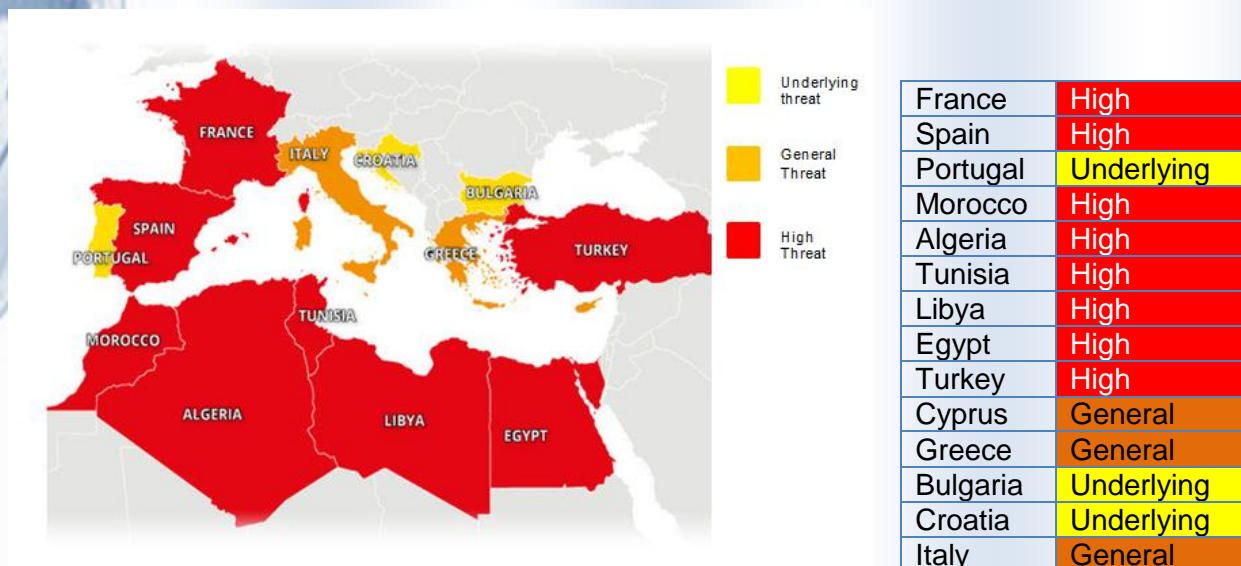 Underlying
threat
General
Threat
High
Threat
FRANCE
ITALY
CROATIA
BULGARIA
SPAIN
PORTUGAL
GREECE
TURKEY
TUNISIA
MOROCCO
ALGERIA
LIBYA
EGYPT
France High
Spain High
Portugal Underlying
Morocco High
Algeria High
Tunisia High
Libya High
Egypt High
Turkey High
Cyprus General
Greece General
Bulgaria Underlying
Croatia Underlying
Italy General